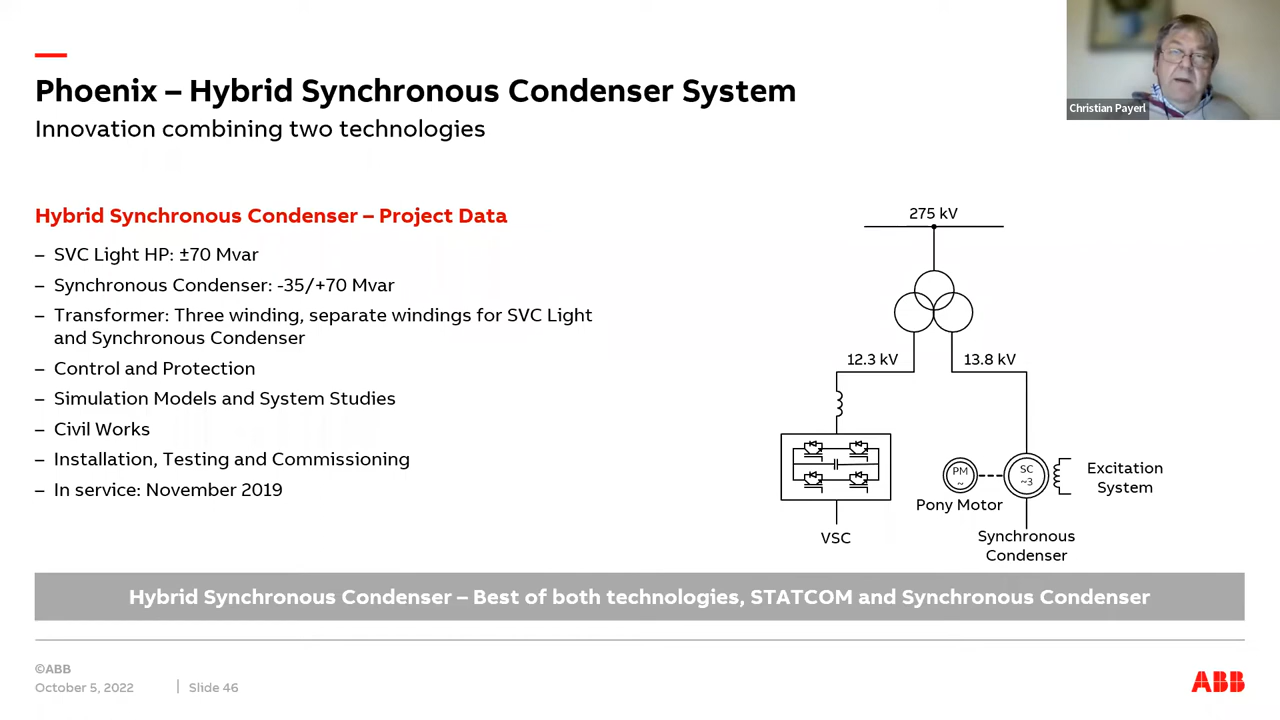 Phoenix – Hybrid Synchronous Condenser System
Innovation combining two technologies
Christian Payerl
Hybrid Synchronous Condenser – Project Data
– SVC Light HP: ±70 Mvar
– Synchronous Condenser: -35/+70 Mvar
– Transformer: Three winding, separate windings for SVC Light
and Synchronous Condenser
– Control and Protection
– Simulation Models and System Studies
– Civil Works
– Installation, Testing and Commissioning
– In service: November 2019
275 kV
12.3 kV
13.8 kV
PM
~
SC
~3
Excitation
System
Pony Motor
VSC
Synchronous
Condenser
Hybrid Synchronous Condenser – Best of both technologies, STATCOM and Synchronous Condenser
©ABB
October 5, 2022
Slide 46
ABB